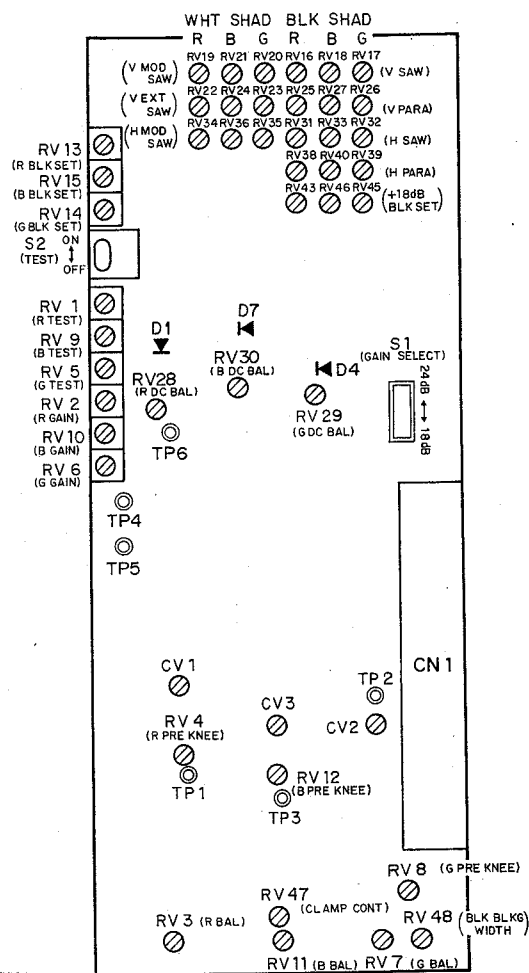 WHT SHAD BLK SHAD
R B G R B G
RV19 RV21 RV20 RV16 RV18 RV17
(V MOD SAW) (V SAW)
RV22 RV24 RV23 RV25 RV27 RV26
(V EXT SAW) (V PARA)
RV34 RV36 RV35 RV31 RV33 RV32
(H MOD SAW) (H SAW)
RV38 RV40 RV39
(H PARA)
RV43 RV46 RV45
(+18dB BLK SET)
RV 13
(R BLK SET)
RV 15
(B BLK SET)
RV 14
(G BLK SET)
S2 ON
(TEST) OFF
RV 1
(R TEST)
RV 9
(B TEST)
RV 5
(G TEST)
RV 2
(R GAIN)
RV 10
(B GAIN)
RV 6
(G GAIN)
D1
D7
RV30
(B DC BAL)
RV28
(R DC BAL)
D4
RV 29
(G DC BAL)
S1
(GAIN SELECT)
24dB
18dB
TP6
TP4
TP5
CN 1
CV 1
TP 2
CV3
CV2
RV 4
(R PRE KNEE)
TP1
RV 12
(B PRE KNEE)
TP3
RV 8
(G PRE KNEE)
RV47
(CLAMP CONT)
RV 3 (R BAL)
RV11 (B BAL)
RV 7 (G BAL)
RV 48 (BLK BLKG WIDTH)